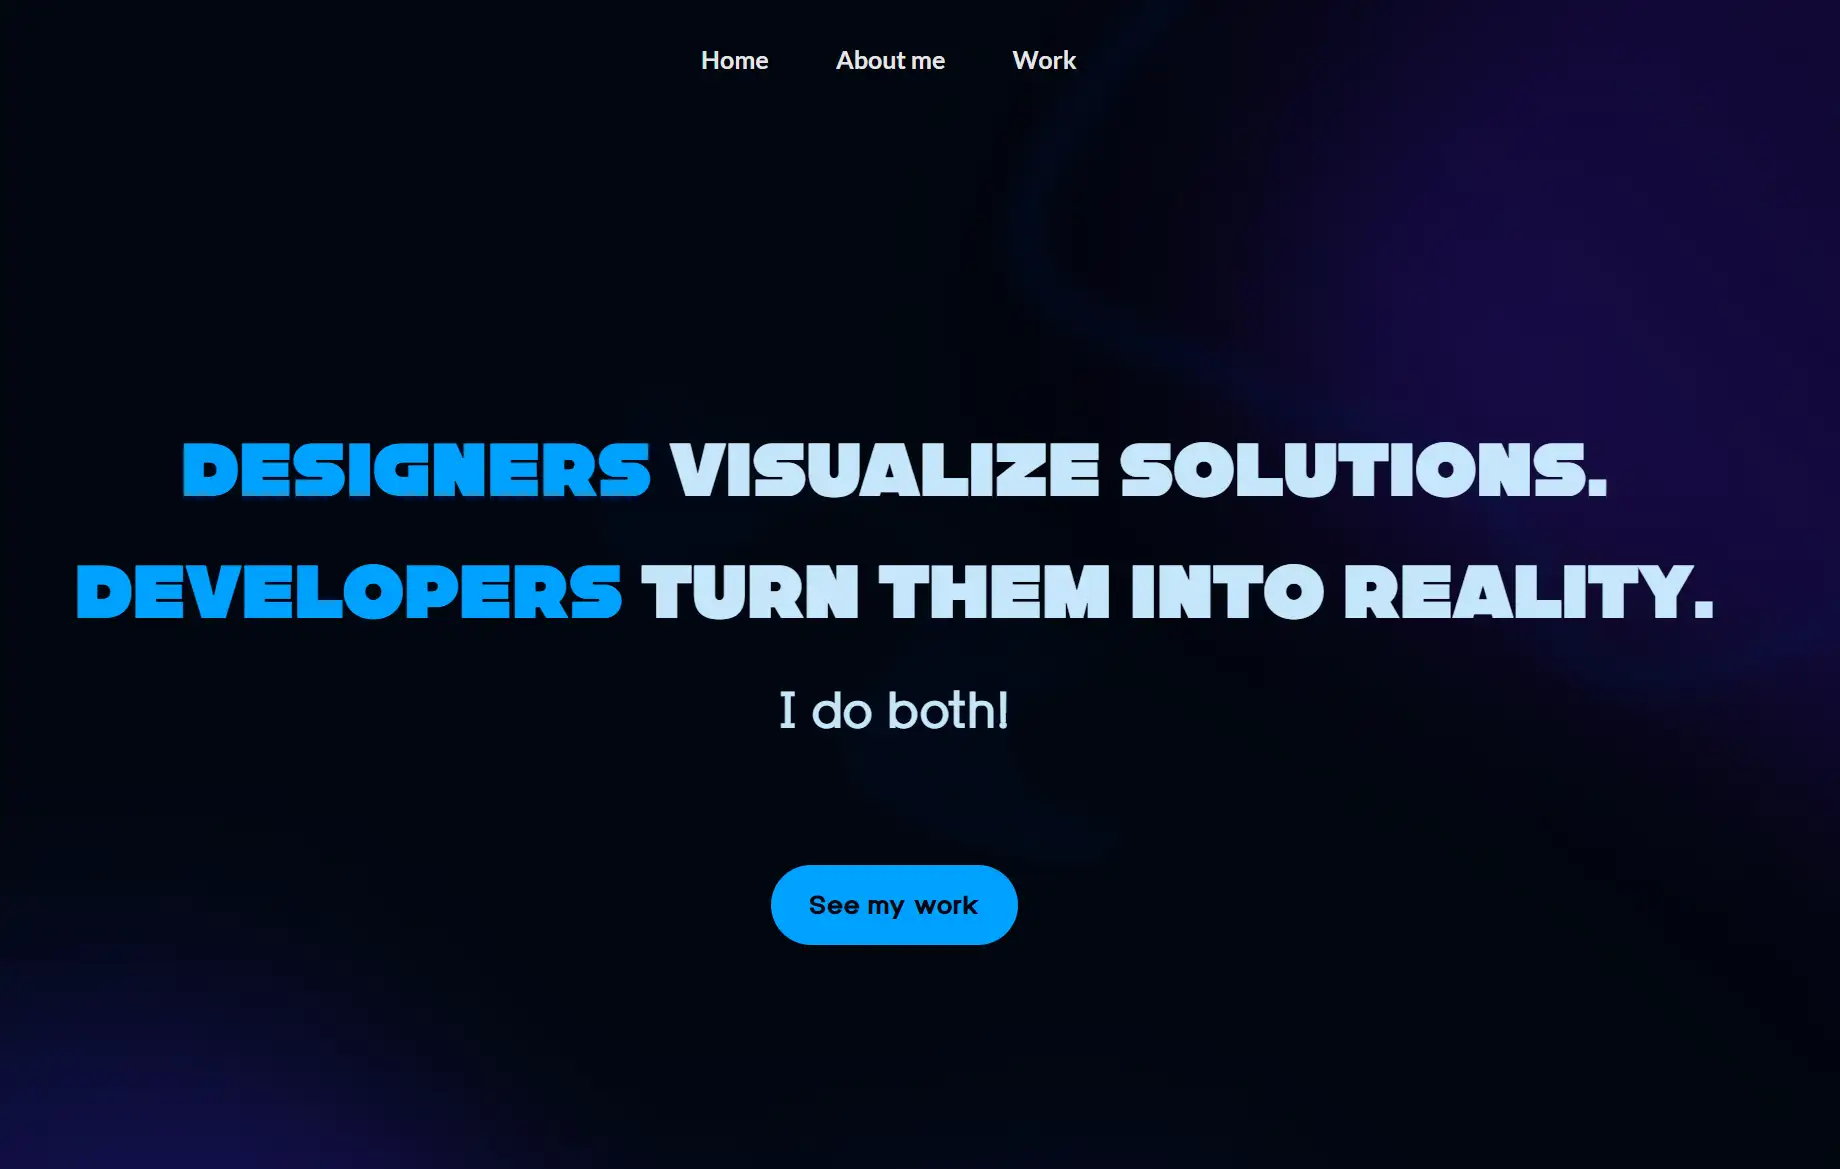 Home About me Work
DESIGNERS VISUALIZE SOLUTIONS.
DEVELOPERS TURN THEM INTO REALITY.
I do both!
See my work